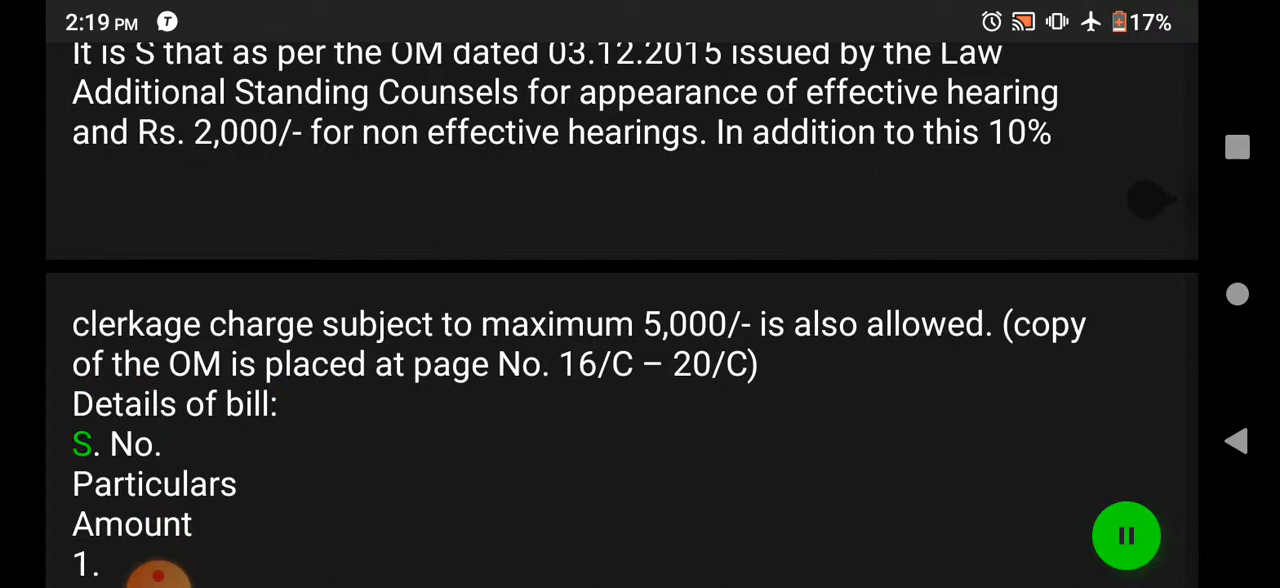 2:19 PM T 17%
It is S that as per the OM dated 03.12.2015 issued by the Law
Additional Standing Counsels for appearance of effective hearing
and Rs. 2,000/- for non effective hearings. In addition to this 10%
clerkage charge subject to maximum 5,000/- is also allowed. (copy
of the OM is placed at page No. 16/C – 20/C)
Details of bill:
S. No.
Particulars
Amount
1.